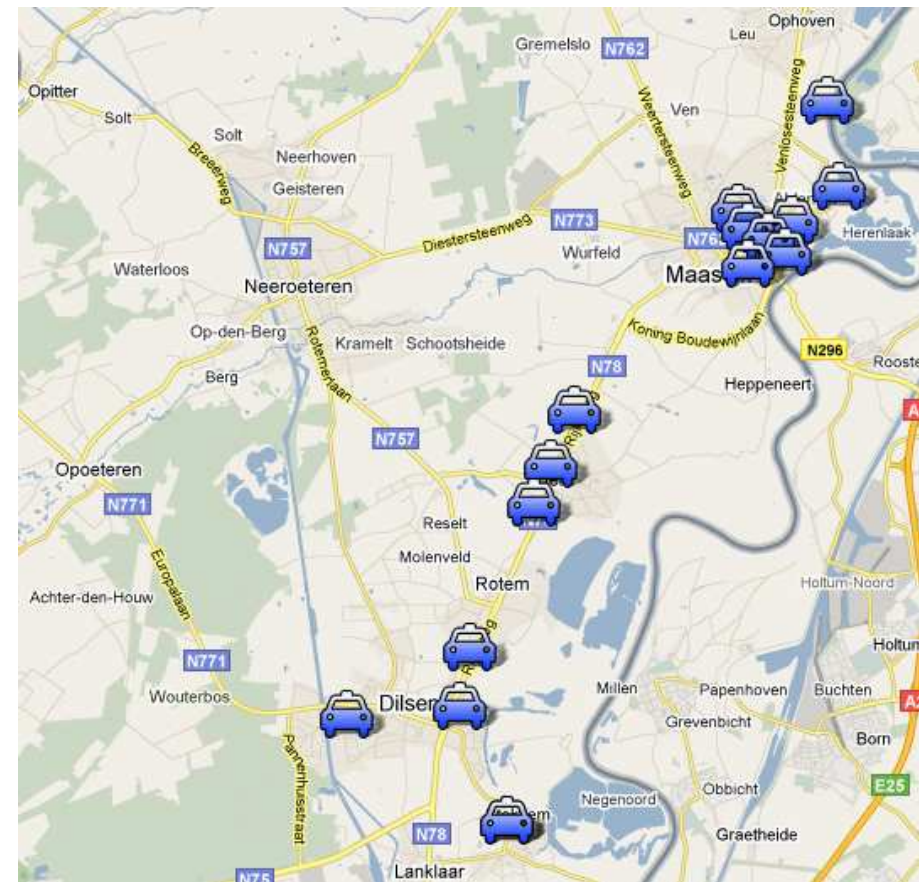 Ophoven
Leu
Gremelslo
N762
Opitter
Solt
Ven
Weertersteenweg
Venlosesteenweg
Solt
Breeerweg
Neerhoven
Geisteren
N773
Herenlaak
N757
Diestersteenweg
Wurfeld
Waterloos
Neeroeteren
Koning Boudewijnlaan
Op-den-Berg
Kramelt
Schootsheide
N296
Rotemerlaan
Berg
N78
Heppeneert
N757
Opoeteren
N771
Reselt
Molenveld
Europalaan
Rotem
Holtum-Noord
Achter-den-Houw
N771
Wouterbos
Millen
Papenhoven
Buchten
Grevenbicht
Born
Pannenhuisstraat
E25
Obbicht
Negenoord
N78
Graetheide
Lanklaar
N75